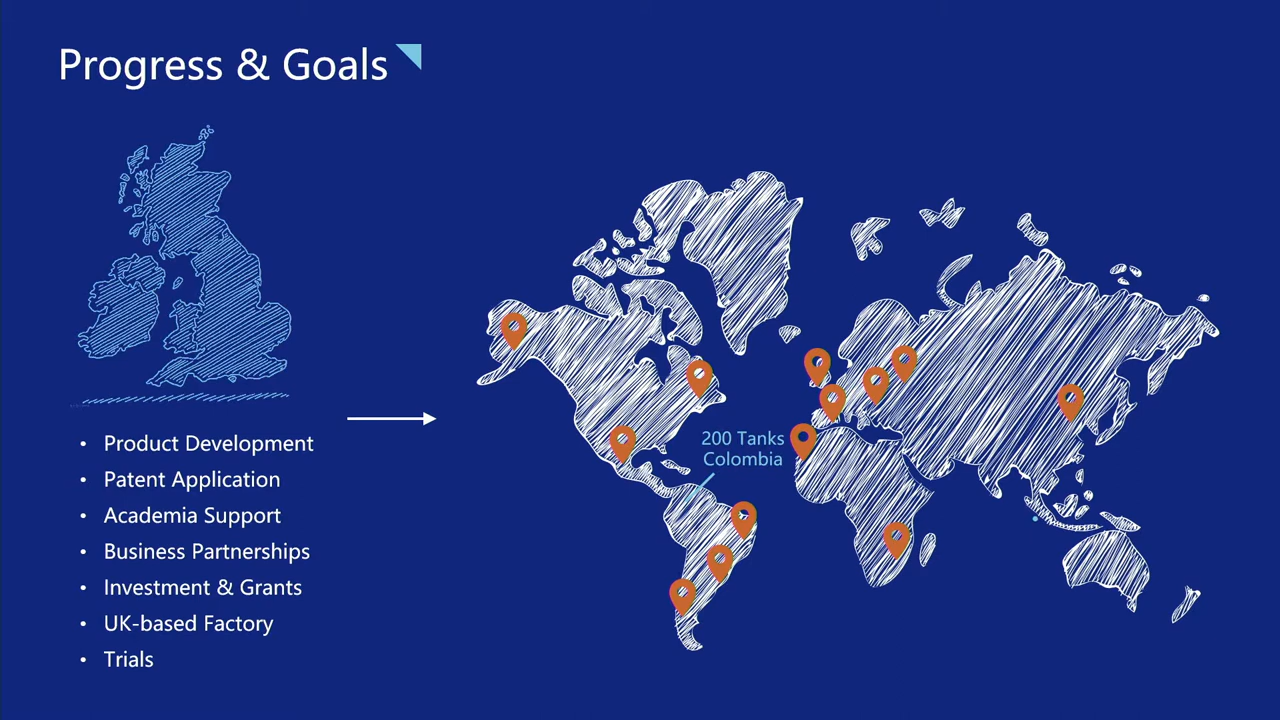 Progress & Goals
200 Tanks
Colombia
• Product Development
• Patent Application
• Academia Support
• Business Partnerships
• Investment & Grants
• UK-based Factory
• Trials